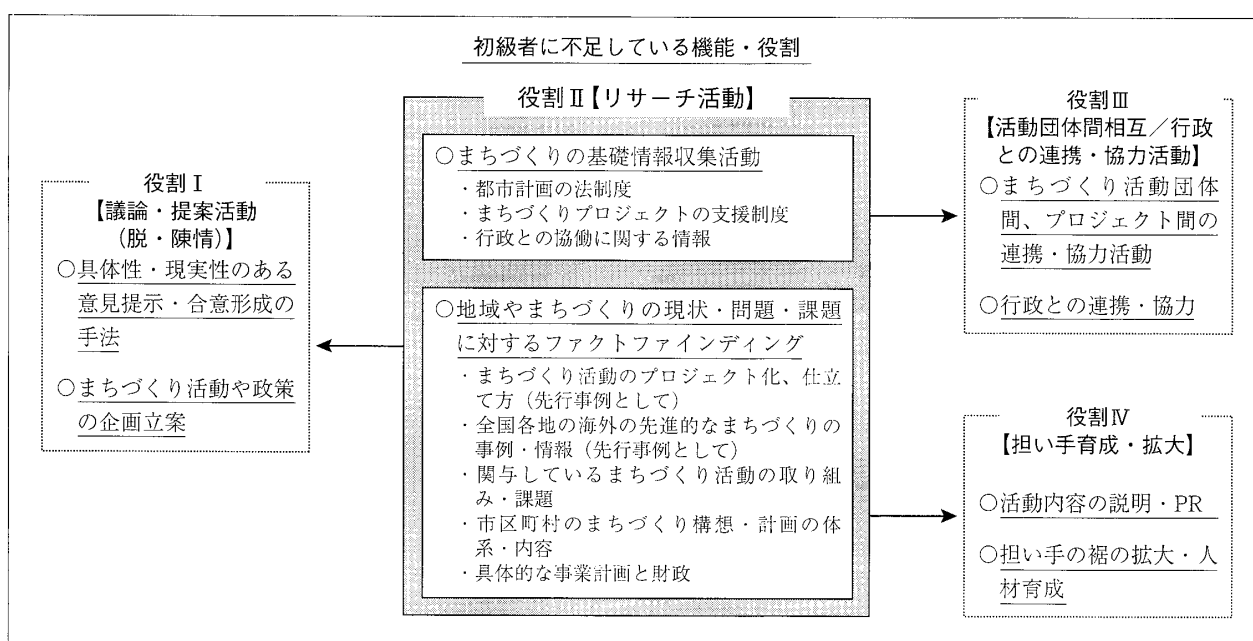 初級者に不足している機能・役割
役割Ⅰ
【議論・提案活動
(脱・陳情)】
○具体性・現実性のある
意見提示・合意形成の
手法
○まちづくり活動や政策
の企画立案
役割Ⅱ【リサーチ活動】
○まちづくりの基礎情報収集活動
・都市計画の法制度
・まちづくりプロジェクトの支援制度
・行政との協働に関する情報
○地域やまちづくりの現状・問題・課題
に対するファクトファインディング
・まちづくり活動のプロジェクト化、仕立
て方(先行事例として)
・全国各地の海外の先進的なまちづくりの
事例・情報(先行事例として)
・関与しているまちづくり活動の取り組
み・課題
・市区町村のまちづくり構想・計画の体
系・内容
・具体的な事業計画と財政
役割Ⅲ
【活動団体間相互/行政
との連携・協力活動】
○まちづくり活動団体
間、プロジェクト間の
連携・協力活動
○行政との連携・協力
役割Ⅳ
【担い手育成・拡大】
○活動内容の説明・PR
○担い手の裾の拡大・人
材育成